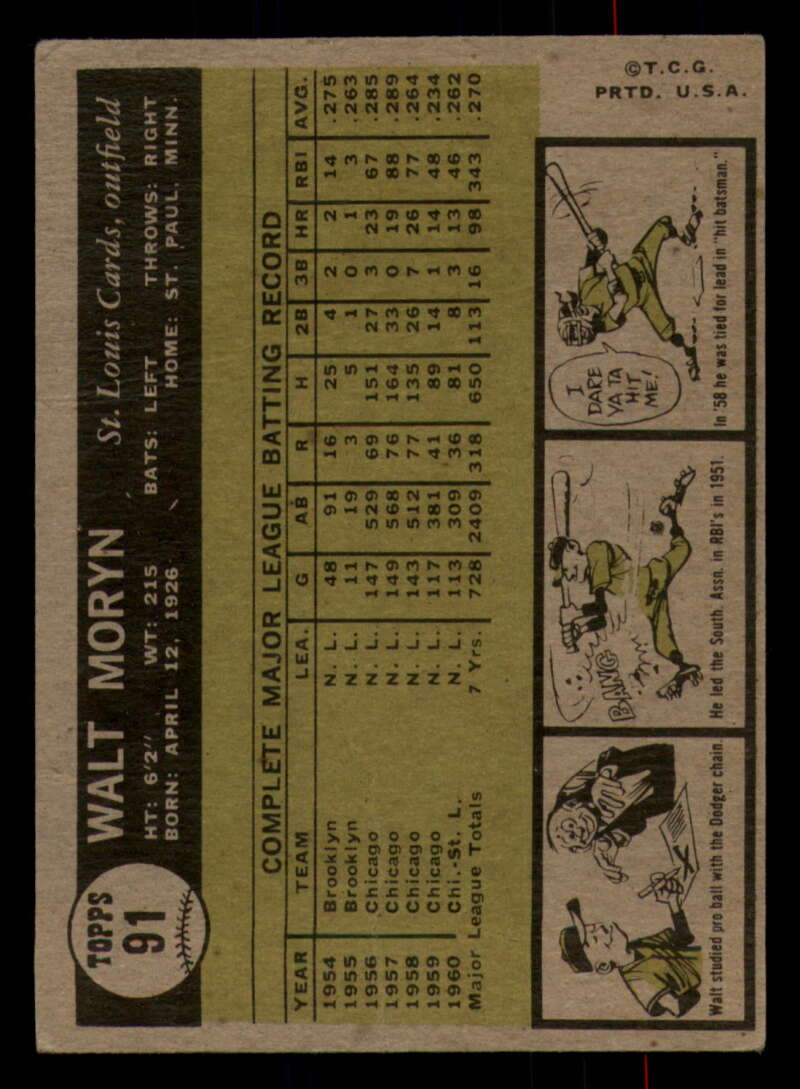 TOPPS
91
WALT MORYN St. Louis Cards, outfield
HT: 6'2" WT: 215 BATS: LEFT THROWS: RIGHT
BORN: APRIL 12, 1926 HOME: ST. PAUL, MINN.
COMPLETE MAJOR LEAGUE BATTING RECORD
YEAR TEAM LEA. G AB R H 2B 3B HR RBI AVG.
1954 Brooklyn N. L. 48 91 16 25 4 2 2 14 .275
1955 Brooklyn N. L. 11 19 3 5 1 0 1 3 .263
1956 Chicago N. L. 147 529 69 151 27 3 23 67 .285
1957 Chicago N. L. 149 568 76 164 33 0 19 88 .289
1958 Chicago N. L. 143 512 77 135 26 7 26 77 .264
1959 Chicago N. L. 117 381 41 89 14 1 14 48 .234
1960 Chi.-St. L. N. L. 113 309 36 81 8 3 13 46 .262
Major League Totals 7 Yrs. 728 2409 318 650 113 16 98 343 .270
X
Walt studied pro ball with the Dodger chain.
BANG
He led the South. Assn. in RBI's in 1951.
I
DARE
YA TA
HIT
ME!
In '58 he was tied for lead in "hit batsman."
©T.C.G.
PRTD. U.S.A.